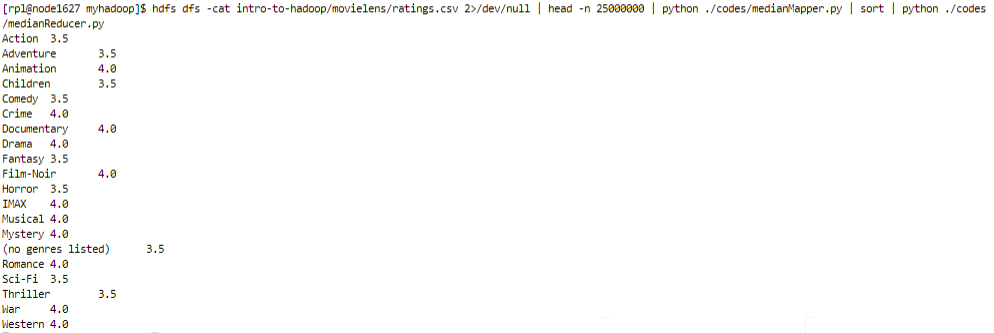 [rpl@node1627 myhadoop]$ hdfs dfs -cat intro-to-hadoop/movielens/ratings.csv 2>/dev/null | head -n 25000000 | python ./codes/medianMapper.py | sort | python ./codes
/medianReducer.py
Action 3.5
Adventure 3.5
Animation 4.0
Children 3.5
Comedy 3.5
Crime 4.0
Documentary 4.0
Drama 4.0
Fantasy 3.5
Film-Noir 4.0
Horror 3.5
IMAX 4.0
Musical 4.0
Mystery 4.0
(no genres listed) 3.5
Romance 4.0
Sci-Fi 3.5
Thriller 3.5
War 4.0
Western 4.0